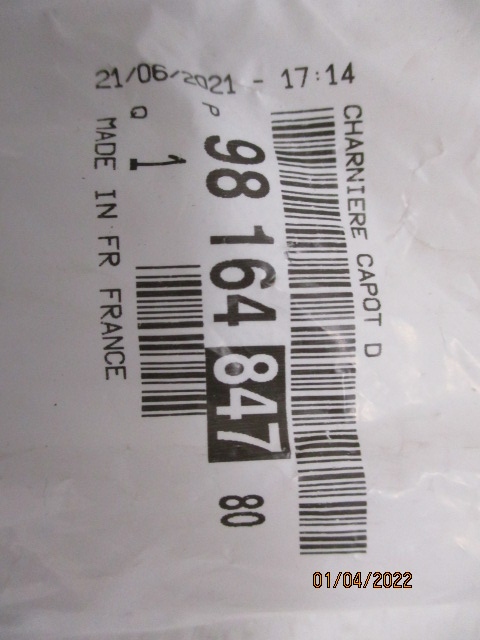 21/06/2021 - 17:14
CHARNIERE CAPOT D
P
98 164 847 80
Q
1
MADE IN FR FRANCE
01/04/2022